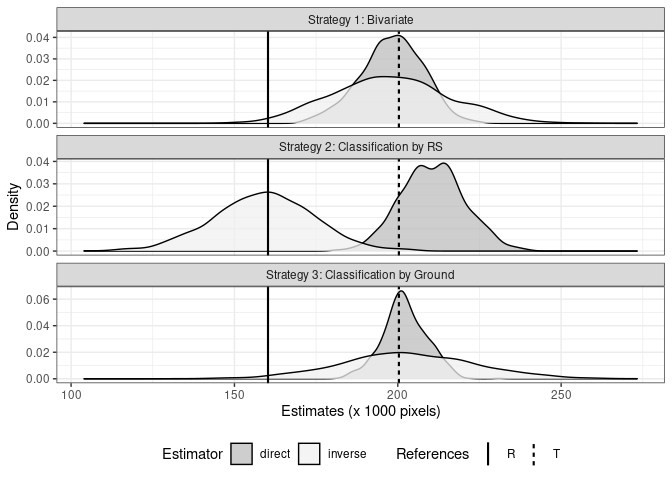 Strategy 1: Bivariate
0.04
0.03
0.02
0.01
0.00
Strategy 2: Classification by RS
0.04
0.03
0.02
0.01
0.00
Density
Strategy 3: Classification by Ground
0.06
0.04
0.02
0.00
100 150 200 250
Estimates (x 1000 pixels)
Estimator direct inverse References R T